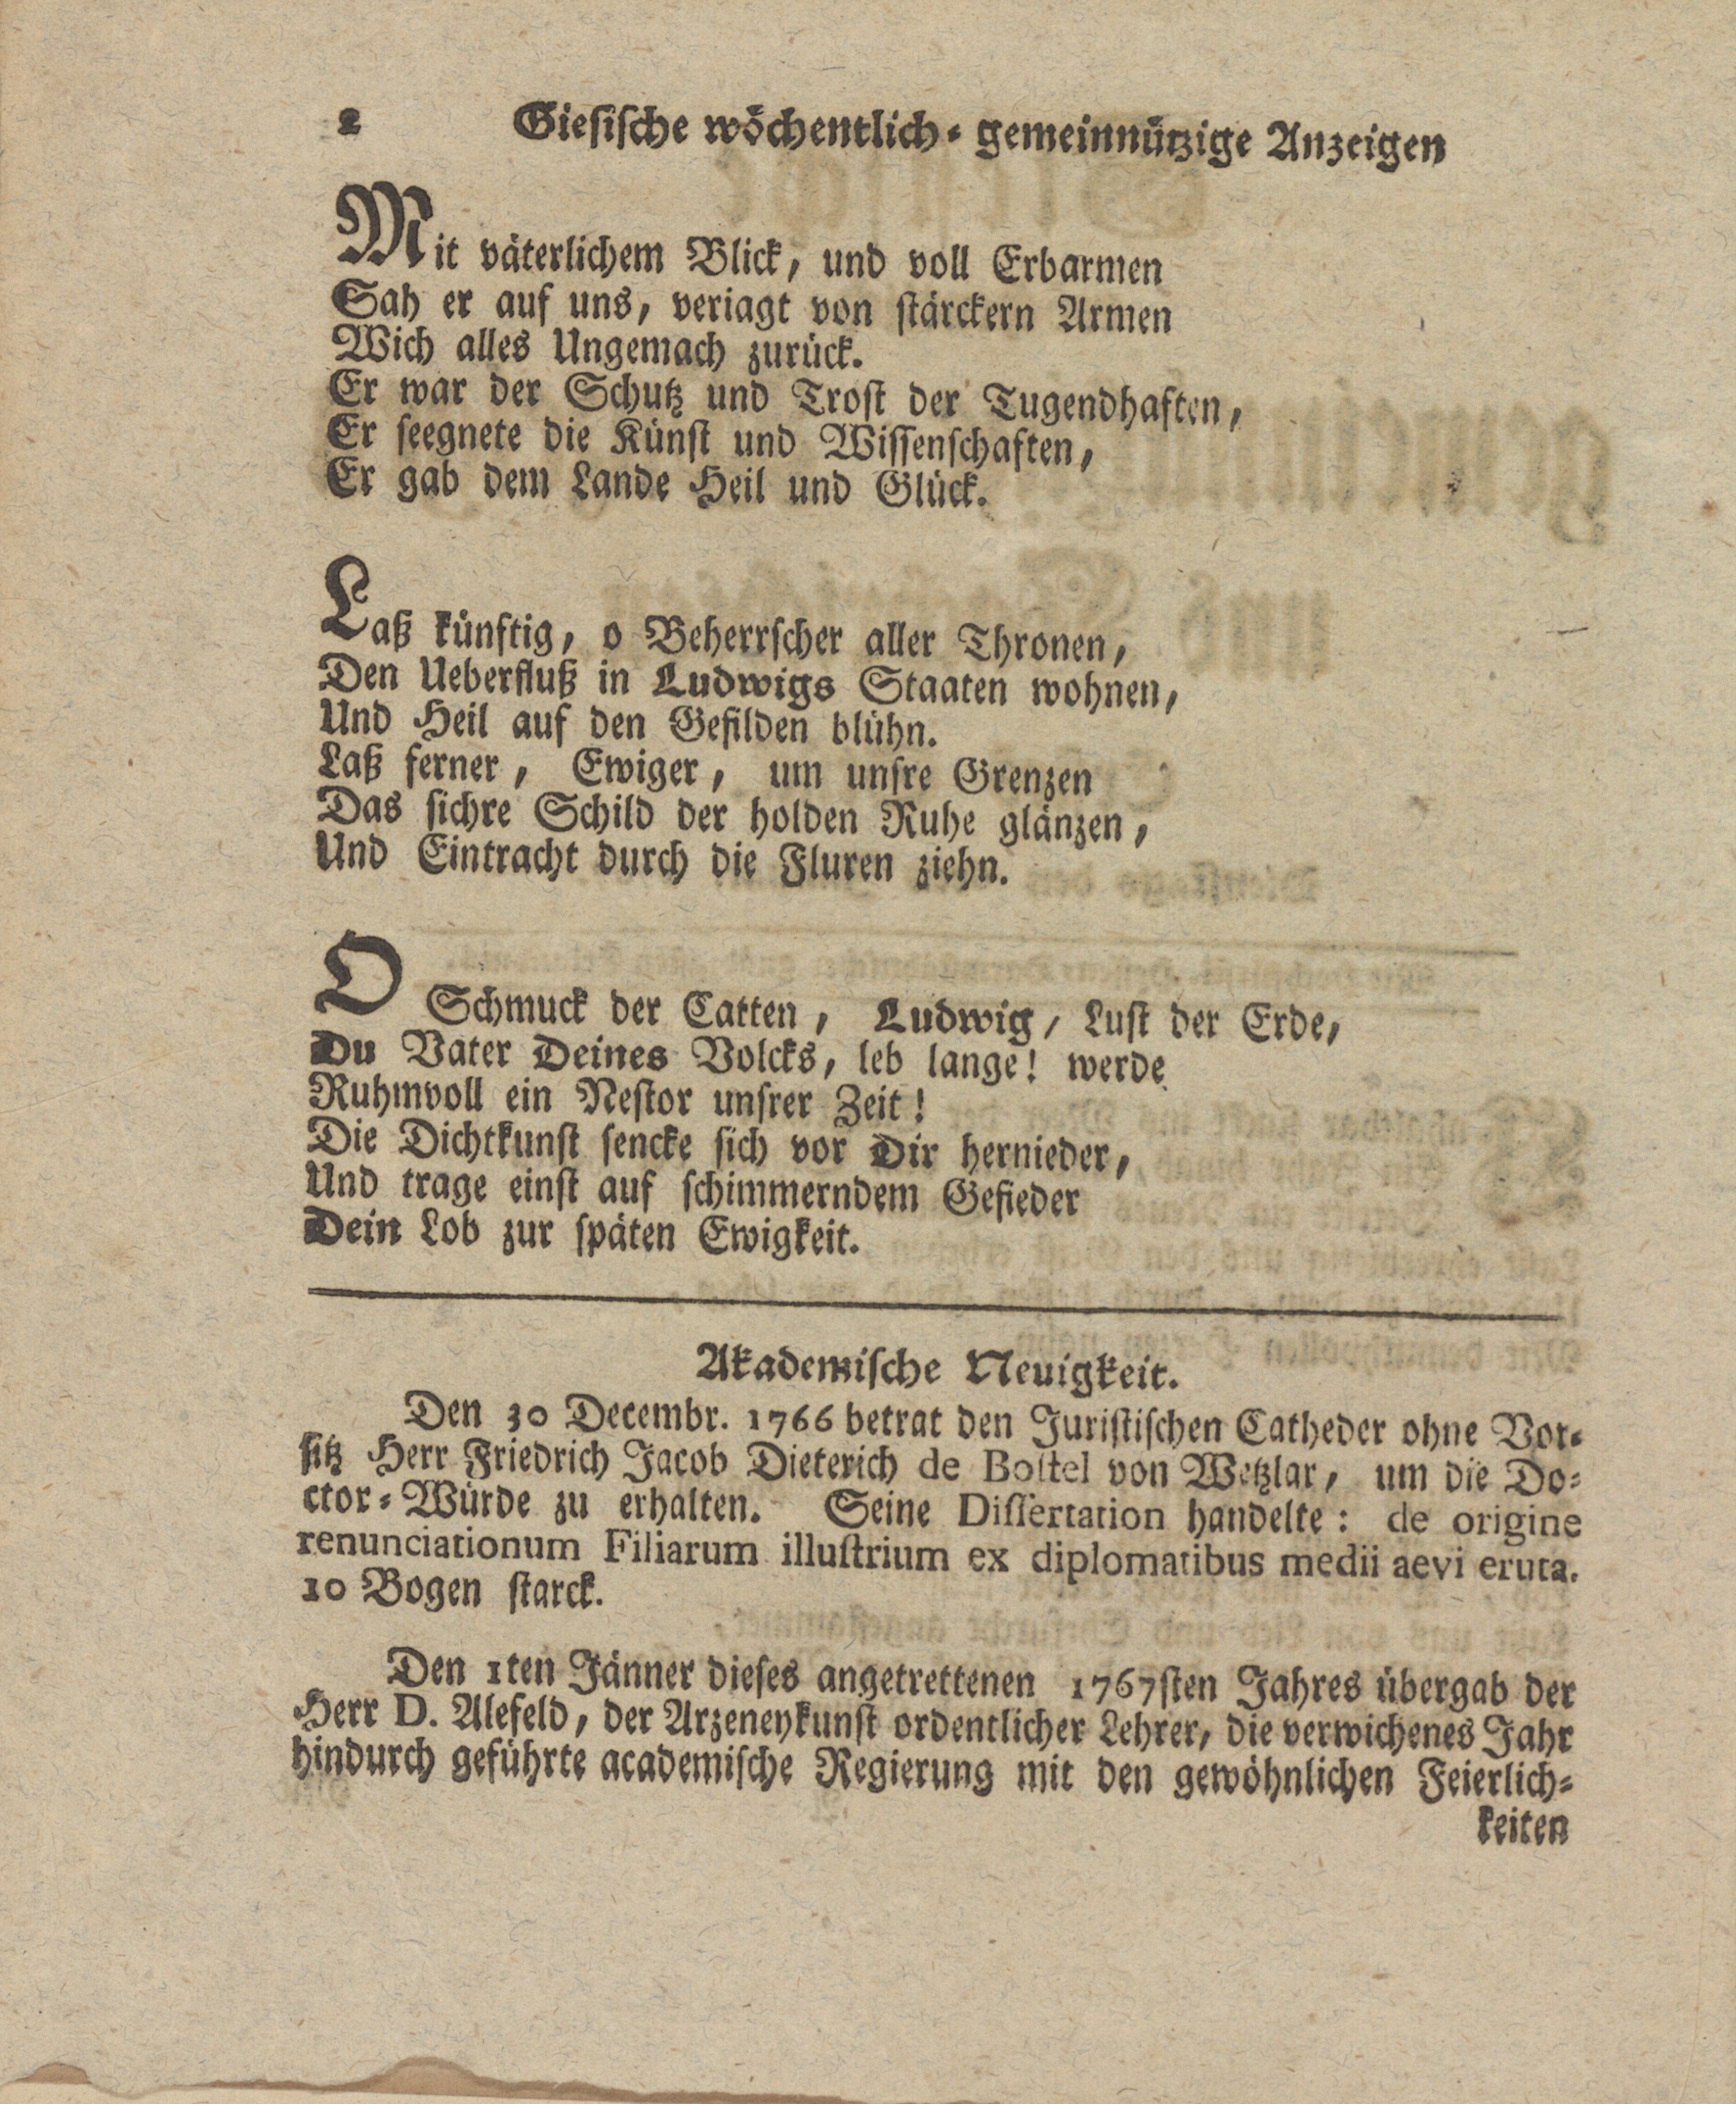 2 Giesische wöchentlich-gemeinnützige Anzeigen
Mit väterlichem Blick, und voll Erbarmen
Sah er auf uns, veriagt von stärckern Armen
Wich alles Ungemach zurück.
Er war der Schutz und Trost der Tugendhaften,
Er seegnete die Künst und Wissenschaften,
Er gab dem Lande Heil und Glück.
Laß künftig, o Beherrscher aller Thronen,
Den Ueberfluß in Ludwigs Staaten wohnen,
Und Heil auf den Gefilden blühn.
Laß ferner, Ewiger, um unsre Grenzen
Das sichre Schild der holden Ruhe glänzen,
Und Eintracht durch die Fluren ziehn.
O Schmuck der Catten, Ludwig, Lust der Erde,
Du Vater Deines Volcks, leb lange! werde
Ruhmvoll ein Nestor unsrer Zeit!
Die Dichtkunst sencke sich vor Dir hernieder,
Und trage einst auf schimmerndem Gefieder
Dein Lob zur späten Ewigkeit.
Akademische Neuigkeit.
Den 30 Decembr. 1766 betrat den Juristischen Catheder ohne Vor-
sitz Herr Friedrich Jacob Dieterich de Bostel von Wetzlar, um die Do-
ctor-Würde zu erhalten. Seine Dissertation handelte: de origine
renunciationum Filiarum illustrium ex diplomatibus medii aevi eruta.
10 Bogen starck.
Den 1ten Jänner dieses angetrettenen 1767sten Jahres übergab der
Herr D. Alefeld, der Arzeneykunst ordentlicher Lehrer, die verwichenes Jahr
hindurch geführte academische Regierung mit den gewöhnlichen Feierlich-
keiten